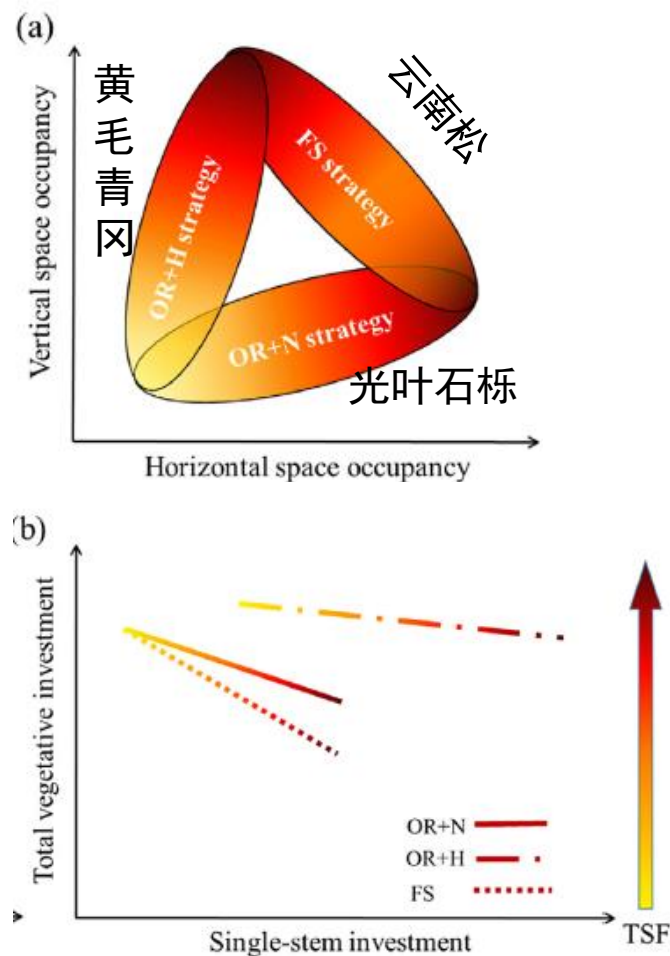 (a)
黄毛青冈
云南松
FS strategy
OR+H strategy
OR+N strategy
光叶石栎
Vertical space occupancy
Horizontal space occupancy
(b)
Total vegetative investment
OR+N
OR+H
FS
Single-stem investment
TSF